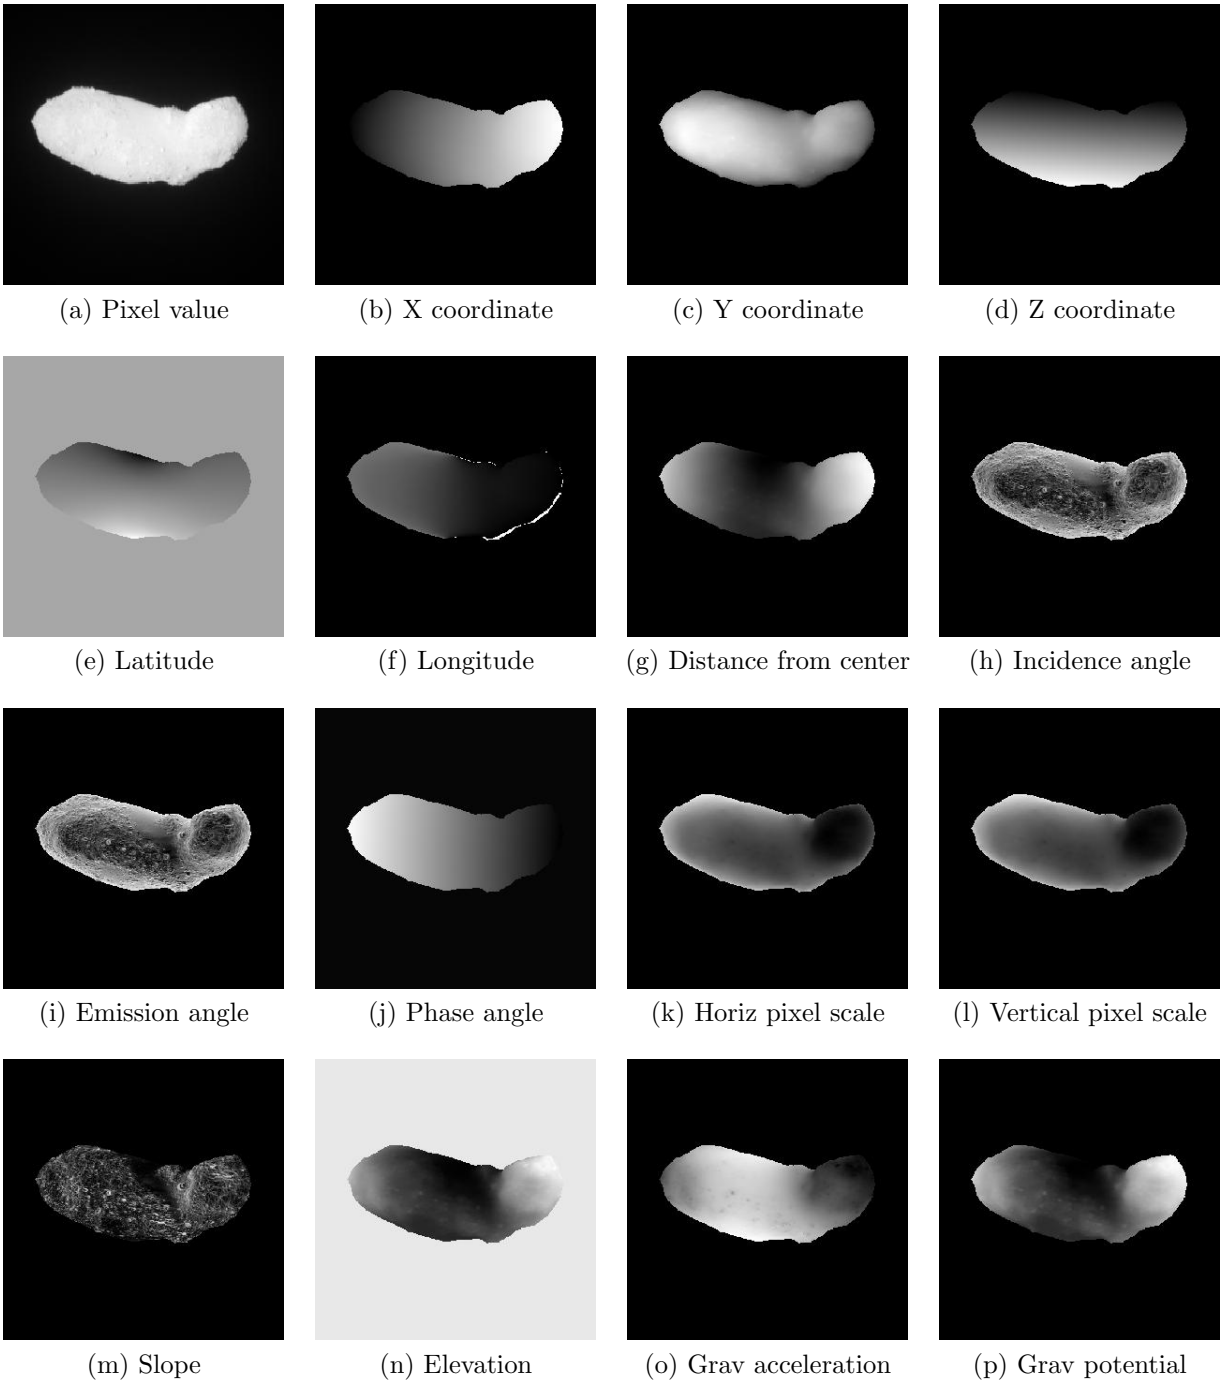 (a) Pixel value
(b) X coordinate
(c) Y coordinate
(d) Z coordinate
(e) Latitude
(f) Longitude
(g) Distance from center
(h) Incidence angle
(i) Emission angle
(j) Phase angle
(k) Horiz pixel scale
(l) Vertical pixel scale
(m) Slope
(n) Elevation
(o) Grav acceleration
(p) Grav potential